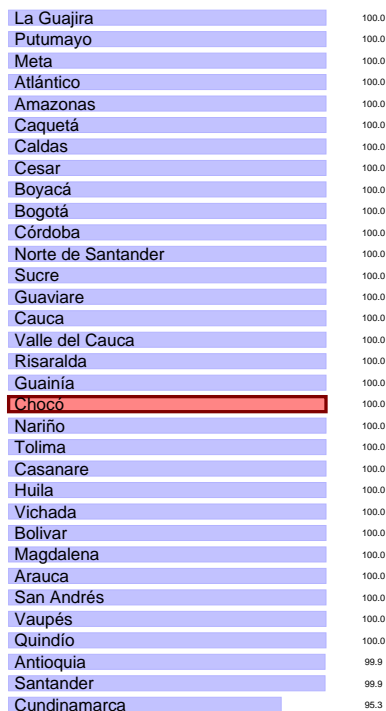 La Guajira 100.0
Putumayo 100.0
Meta 100.0
Atlántico 100.0
Amazonas 100.0
Caquetá 100.0
Caldas 100.0
Cesar 100.0
Boyacá 100.0
Bogotá 100.0
Córdoba 100.0
Norte de Santander 100.0
Sucre 100.0
Guaviare 100.0
Cauca 100.0
Valle del Cauca 100.0
Risaralda 100.0
Guainía 100.0
Chocó 100.0
Nariño 100.0
Tolima 100.0
Casanare 100.0
Huila 100.0
Vichada 100.0
Bolivar 100.0
Magdalena 100.0
Arauca 100.0
San Andrés 100.0
Vaupés 100.0
Quindío 100.0
Antioquia 99.9
Santander 99.9
Cundinamarca 95.3